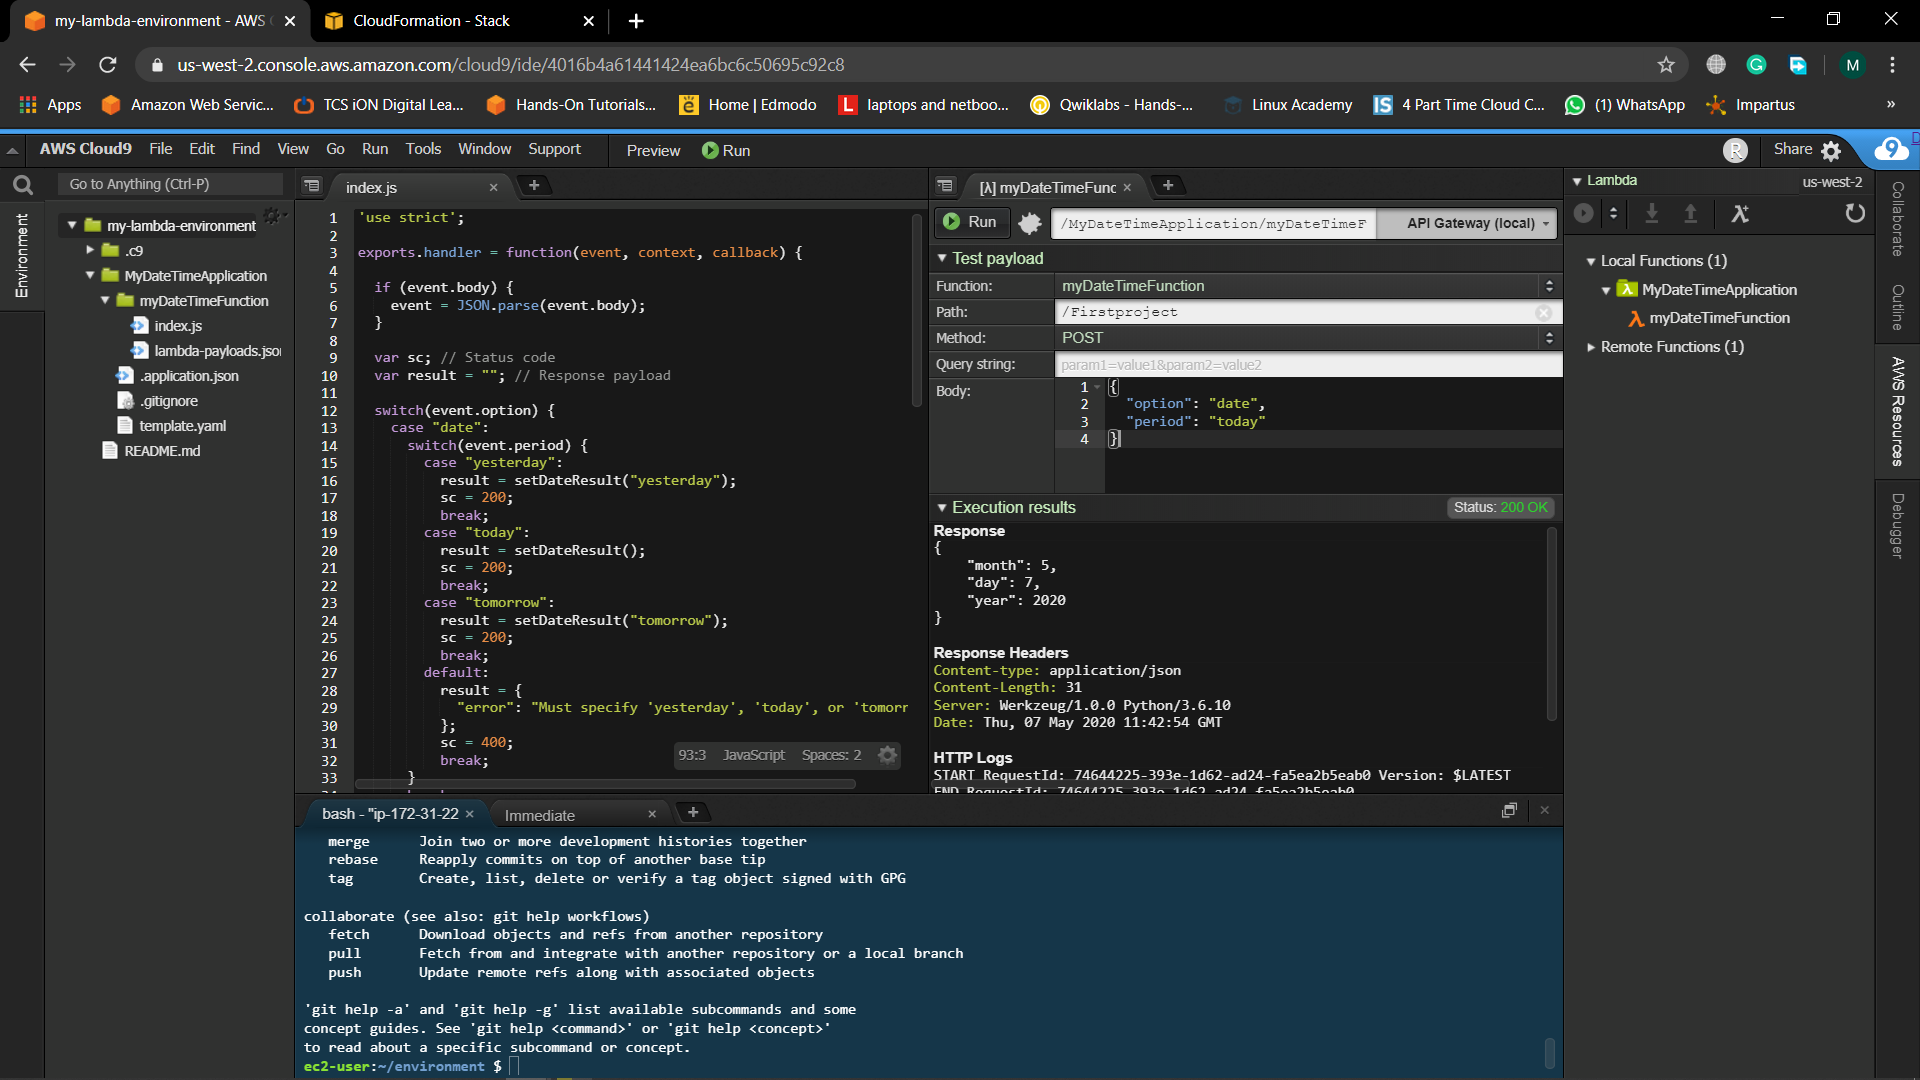 my-lambda-environment - AWS C
CloudFormation - Stack
us-west-2.console.aws.amazon.com/cloud9/ide/4016b4a61441424ea6bc6c50695c92c8
M
Apps
Amazon Web Servic...
TCS iON Digital Lea...
Hands-On Tutorials...
Home | Edmodo
laptops and netboo...
Qwiklabs - Hands-...
Linux Academy
4 Part Time Cloud C...
(1) WhatsApp
Impartus
»
AWS Cloud9 File Edit Find View Go Run Tools Window Support
Preview
Run
R
Share
9
Go to Anything (Ctrl-P)
Environment
my-lambda-environment
.c9
MyDateTimeApplication
myDateTimeFunction
index.js
lambda-payloads.jso
.application.json
.gitignore
template.yaml
README.md
index.js
1 'use strict';
2
3 exports.handler = function(event, context, callback) {
4
5 if (event.body) {
6 event = JSON.parse(event.body);
7 }
8
9 var sc; // Status code
10 var result = ""; // Response payload
11
12 switch(event.option) {
13 case "date":
14 switch(event.period) {
15 case "yesterday":
16 result = setDateResult("yesterday");
17 sc = 200;
18 break;
19 case "today":
20 result = setDateResult();
21 sc = 200;
22 break;
23 case "tomorrow":
24 result = setDateResult("tomorrow");
25 sc = 200;
26 break;
27 default:
28 result = {
29 "error": "Must specify 'yesterday', 'today', or 'tomorr
30 };
31 sc = 400;
32 break;
33 }
93:3 JavaScript Spaces: 2
[λ] myDateTimeFunc
Run
/MyDateTimeApplication/myDateTimeF
API Gateway (local)
Test payload
Function: myDateTimeFunction
Path: /Firstproject
Method: POST
Query string: param1=value1&param2=value2
Body:
1 {
2 "option": "date",
3 "period": "today"
4 }
Execution results
Status: 200 OK
Response
{
"month": 5,
"day": 7,
"year": 2020
}
Response Headers
Content-type: application/json
Content-Length: 31
Server: Werkzeug/1.0.0 Python/3.6.10
Date: Thu, 07 May 2020 11:42:54 GMT
HTTP Logs
START RequestId: 74644225-393e-1d62-ad24-fa5ea2b5eab0 Version: $LATEST
END RequestId: 74644225-393e-1d62-ad24-fa5ea2b5eab0
Lambda
us-west-2
Local Functions (1)
MyDateTimeApplication
myDateTimeFunction
Remote Functions (1)
Collaborate
Outline
AWS Resources
Debugger
bash - "ip-172-31-22
Immediate
merge Join two or more development histories together
rebase Reapply commits on top of another base tip
tag Create, list, delete or verify a tag object signed with GPG
collaborate (see also: git help workflows)
fetch Download objects and refs from another repository
pull Fetch from and integrate with another repository or a local branch
push Update remote refs along with associated objects
'git help -a' and 'git help -g' list available subcommands and some
concept guides. See 'git help <command>' or 'git help <concept>'
to read about a specific subcommand or concept.
ec2-user:~/environment $